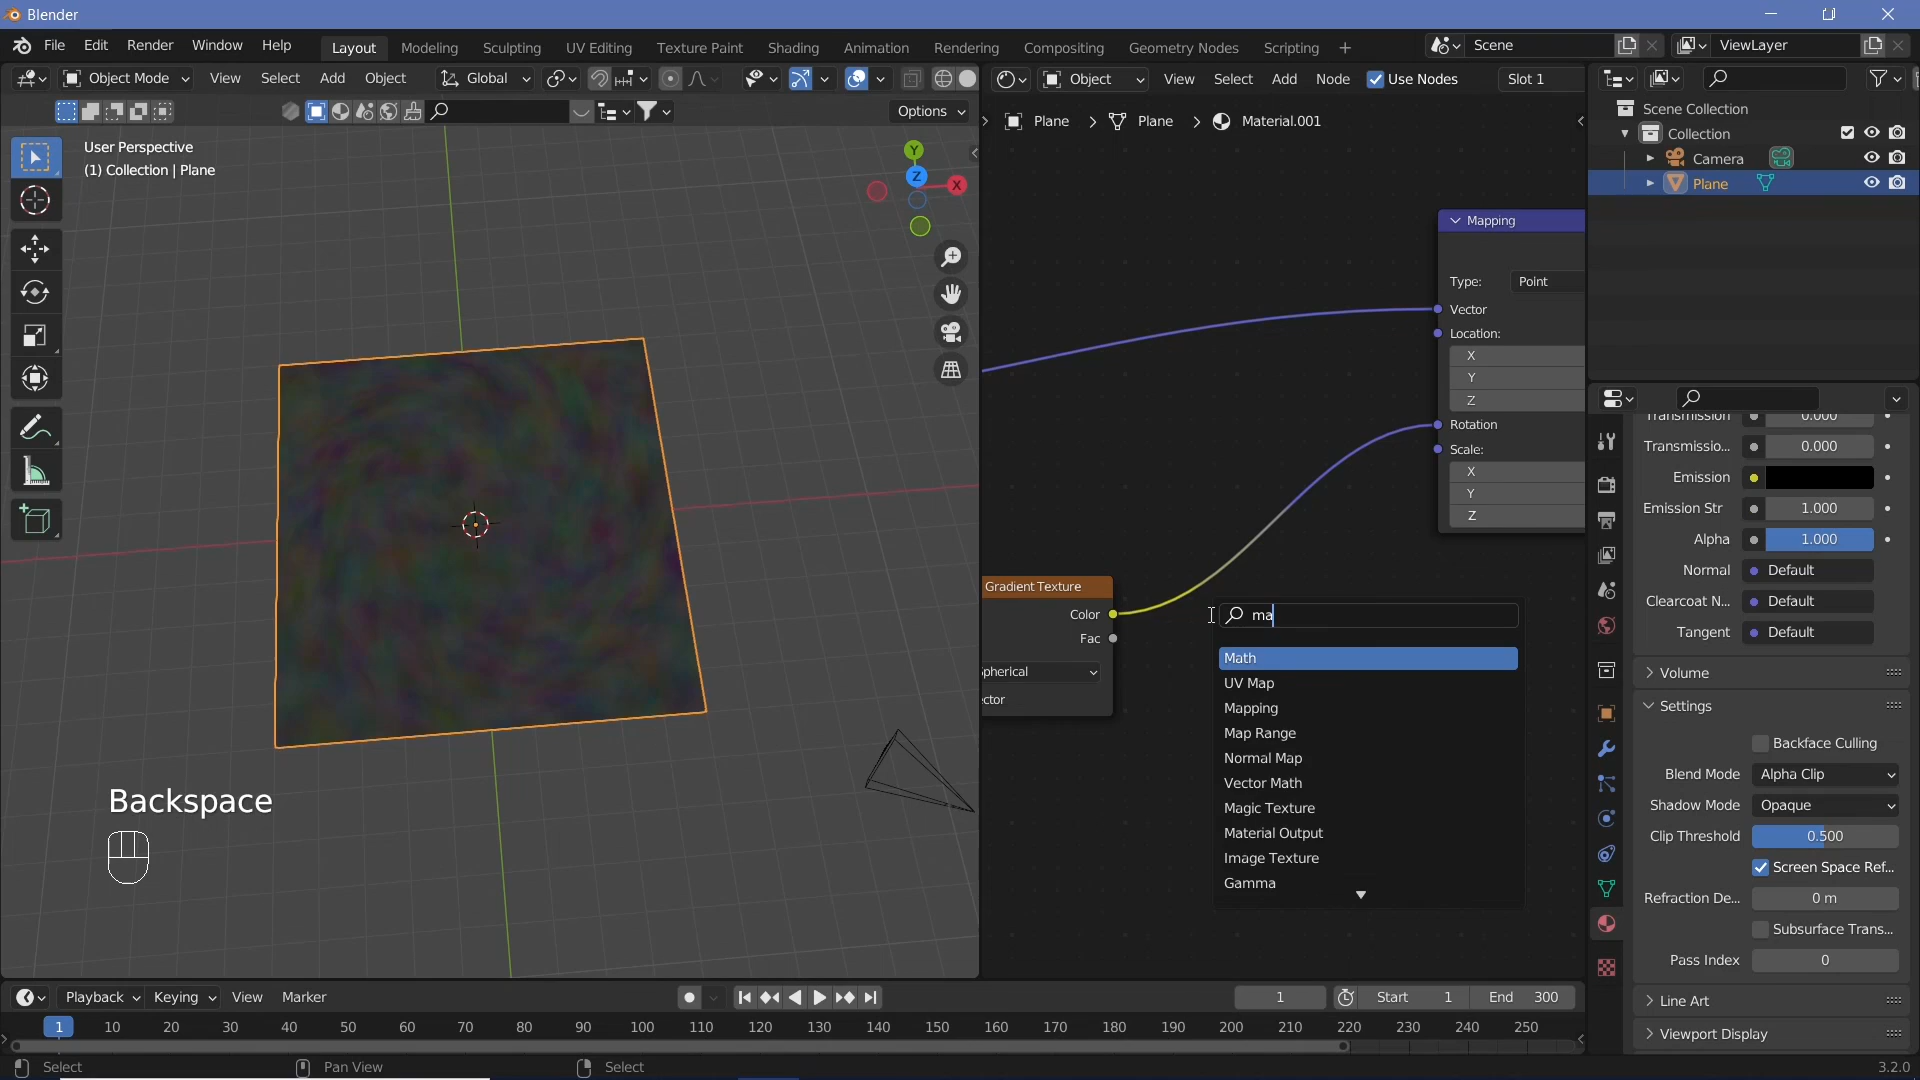 Blender
File Edit Render Window Help
Layout Modeling Sculpting UV Editing Texture Paint Shading Animation Rendering Compositing Geometry Nodes Scripting +
Scene
ViewLayer
Object Mode View Select Add Object Global
Object View Select Add Node Use Nodes Slot 1
Options
User Perspective
(1) Collection | Plane
Y
Z
X
Backspace
Plane > Plane > Material.001
Mapping
Type: Point
Vector
Location:
X
Y
Z
Rotation
Scale:
X
Y
Z
Gradient Texture
Color
Fac
pherical
ctor
ma
Math
UV Map
Mapping
Map Range
Normal Map
Vector Math
Magic Texture
Material Output
Image Texture
Gamma
Scene Collection
Collection
Camera
Plane
Transmission 0.000
Transmissio... 0.000
Emission
Emission Str 1.000
Alpha 1.000
Normal Default
Clearcoat N... Default
Tangent Default
Volume
Settings
Backface Culling
Blend Mode Alpha Clip
Shadow Mode Opaque
Clip Threshold 0.500
Screen Space Ref...
Refraction De... 0 m
Subsurface Trans...
Pass Index 0
Line Art
Viewport Display
Playback Keying View Marker
1 Start 1 End 300
1 10 20 30 40 50 60 70 80 90 100 110 120 130 140 150 160 170 180 190 200 210 220 230 240 250
Select Pan View Select 3.2.0